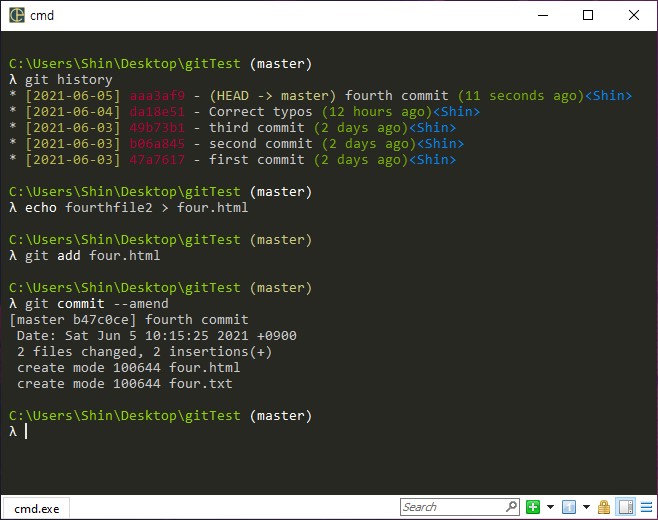 cmd
C:\Users\Shin\Desktop\gitTest (master)
λ git history
* [2021-06-05] aaa3af9 - (HEAD -> master) fourth commit (11 seconds ago)<Shin>
* [2021-06-04] da18e51 - Correct typos (12 hours ago)<Shin>
* [2021-06-03] 49b73b1 - third commit (2 days ago)<Shin>
* [2021-06-03] b06a845 - second commit (2 days ago)<Shin>
* [2021-06-03] 47a7617 - first commit (2 days ago)<Shin>
C:\Users\Shin\Desktop\gitTest (master)
λ echo fourthfile2 > four.html
C:\Users\Shin\Desktop\gitTest (master)
λ git add four.html
C:\Users\Shin\Desktop\gitTest (master)
λ git commit --amend
[master b47c0ce] fourth commit
Date: Sat Jun 5 10:15:25 2021 +0900
2 files changed, 2 insertions(+)
create mode 100644 four.html
create mode 100644 four.txt
C:\Users\Shin\Desktop\gitTest (master)
λ
cmd.exe
Search